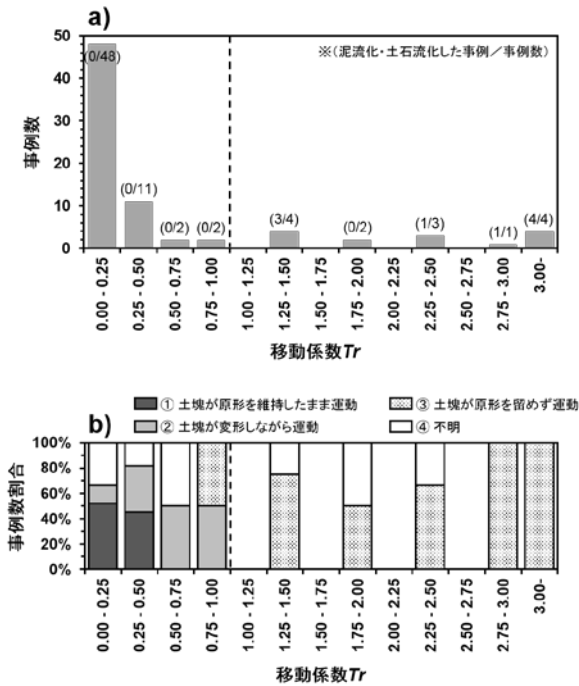 a)
50
40
30
20
10
0
事例数
※(泥流化・土石流化した事例／事例数)
(0/48)
(0/11)
(0/2)
(0/2)
(3/4)
(0/2)
(1/3)
(1/1)
(4/4)
0.00 - 0.25
0.25 - 0.50
0.50 - 0.75
0.75 - 1.00
1.00 - 1.25
1.25 - 1.50
1.50 - 1.75
1.75 - 2.00
2.00 - 2.25
2.25 - 2.50
2.50 - 2.75
2.75 - 3.00
3.00-
移動係数Tr
① 土塊が原形を維持したまま運動
③ 土塊が原形を留めず運動
② 土塊が変形しながら運動
④ 不明
b)
100%
80%
60%
40%
20%
0%
事例数割合
0.00 - 0.25
0.25 - 0.50
0.50 - 0.75
0.75 - 1.00
1.00 - 1.25
1.25 - 1.50
1.50 - 1.75
1.75 - 2.00
2.00 - 2.25
2.25 - 2.50
2.50 - 2.75
2.75 - 3.00
3.00-
移動係数Tr